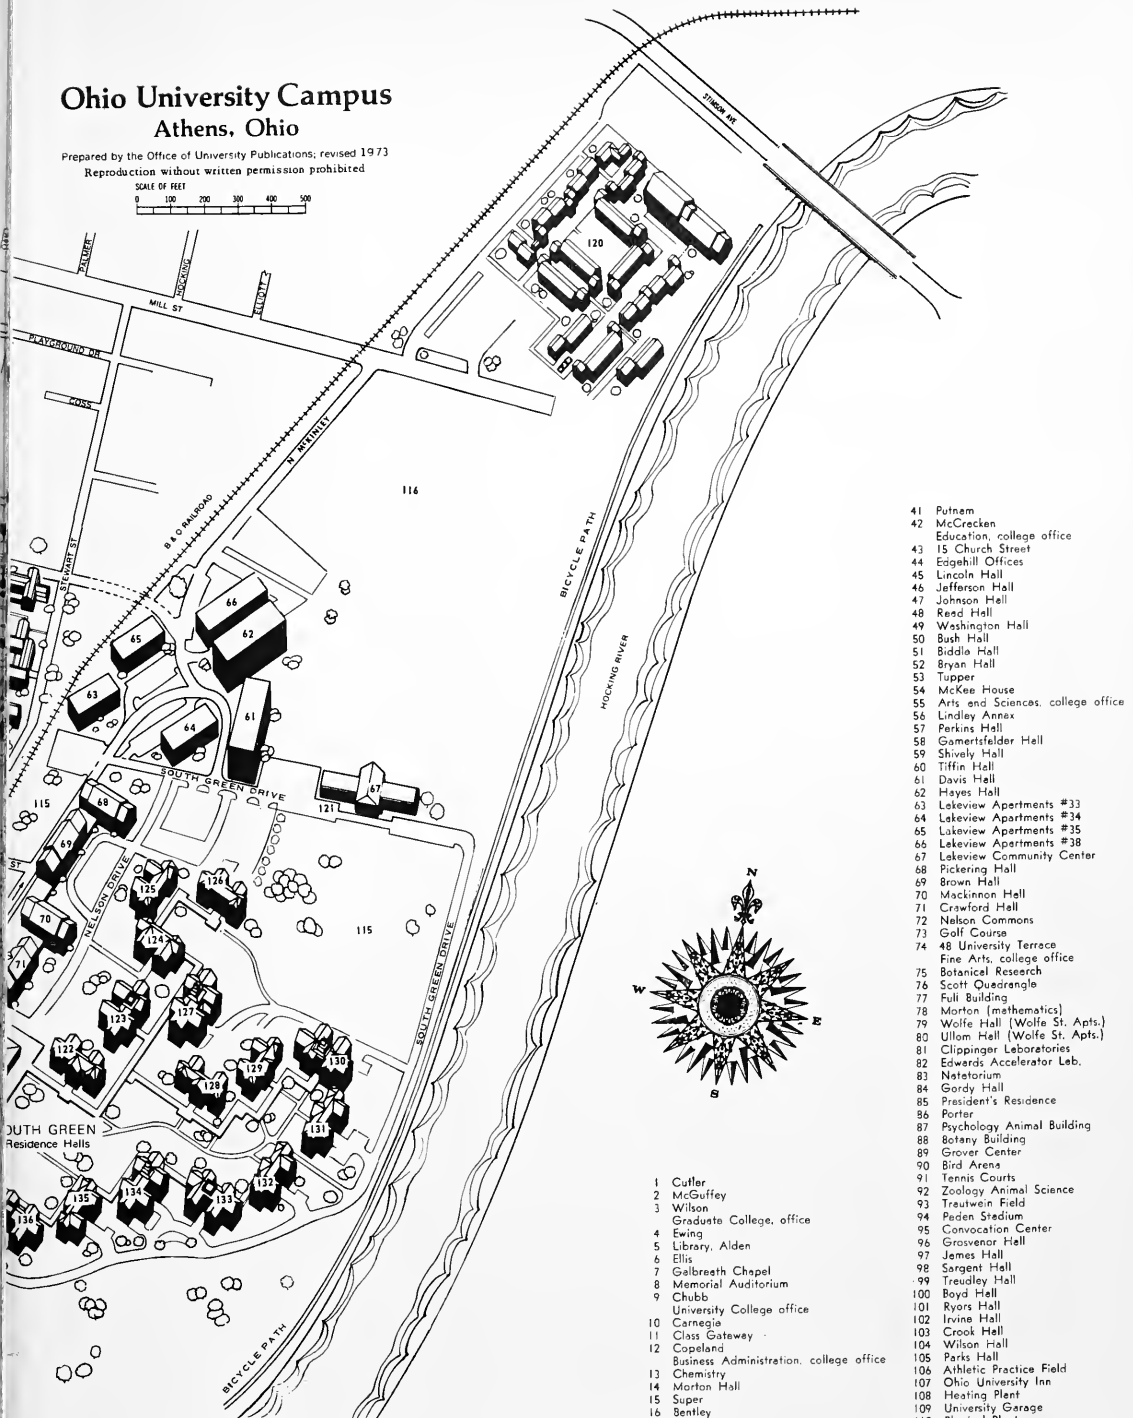 Ohio University Campus
Athens, Ohio
Prepared by the Office of University Publications; revised 1973
Reproduction without written permission prohibited
SCALE OF FEET
0 100 200 300 400 500
STIMSON AVE
PALMER
HOCKING
ELLIOTT
MILL ST
PLAYGROUND DR
COSS
120
N McKINLEY
B & O RAILROAD
STEWART ST
116
BICYCLE PATH
HOCKING RIVER
66
62
65
63
64
61
67
SOUTH GREEN DRIVE
121
115
68
69
ST
NELSON DRIVE
125
126
70
71
124
115
SOUTH GREEN DRIVE
123
127
122
128
129
130
131
OUTH GREEN
Residence Halls
132
133
134
135
136
BICYCLE PATH
N
W
E
S
1 Cutler
2 McGuffey
3 Wilson
Graduate College, office
4 Ewing
5 Library, Alden
6 Ellis
7 Galbreath Chapel
8 Memorial Auditorium
9 Chubb
University College office
10 Carnegie
11 Class Gateway
12 Copeland
Business Administration, college office
13 Chemistry
14 Morton Hall
15 Super
16 Bentley
41 Putnam
42 McCracken
Education, college office
43 15 Church Street
44 Edgehill Offices
45 Lincoln Hall
46 Jefferson Hall
47 Johnson Hall
48 Read Hall
49 Washington Hall
50 Bush Hall
51 Biddle Hall
52 Bryan Hall
53 Tupper
54 McKee House
55 Arts and Sciences, college office
56 Lindley Annex
57 Perkins Hall
58 Gamertsfelder Hall
59 Shively Hall
60 Tiffin Hall
61 Davis Hall
62 Hayes Hall
63 Lakeview Apartments #33
64 Lakeview Apartments #34
65 Lakeview Apartments #35
66 Lakeview Apartments #38
67 Lakeview Community Center
68 Pickering Hall
69 Brown Hall
70 Mackinnon Hall
71 Crawford Hall
72 Nelson Commons
73 Golf Course
74 48 University Terrace
Fine Arts, college office
75 Botanical Research
76 Scott Quadrangle
77 Full Building
78 Morton (mathematics)
79 Wolfe Hall (Wolfe St. Apts.)
80 Ullom Hall (Wolfe St. Apts.)
81 Clippinger Laboratories
82 Edwards Accelerator Lab.
83 Natatorium
84 Gordy Hall
85 President's Residence
86 Porter
87 Psychology Animal Building
88 Botany Building
89 Grover Center
90 Bird Arena
91 Tennis Courts
92 Zoology Animal Science
93 Trautwein Field
94 Peden Stadium
95 Convocation Center
96 Grosvenor Hall
97 James Hall
98 Sargent Hall
99 Treudley Hall
100 Boyd Hall
101 Ryors Hall
102 Irvine Hall
103 Crook Hall
104 Wilson Hall
105 Parks Hall
106 Athletic Practice Field
107 Ohio University Inn
108 Heating Plant
109 University Garage